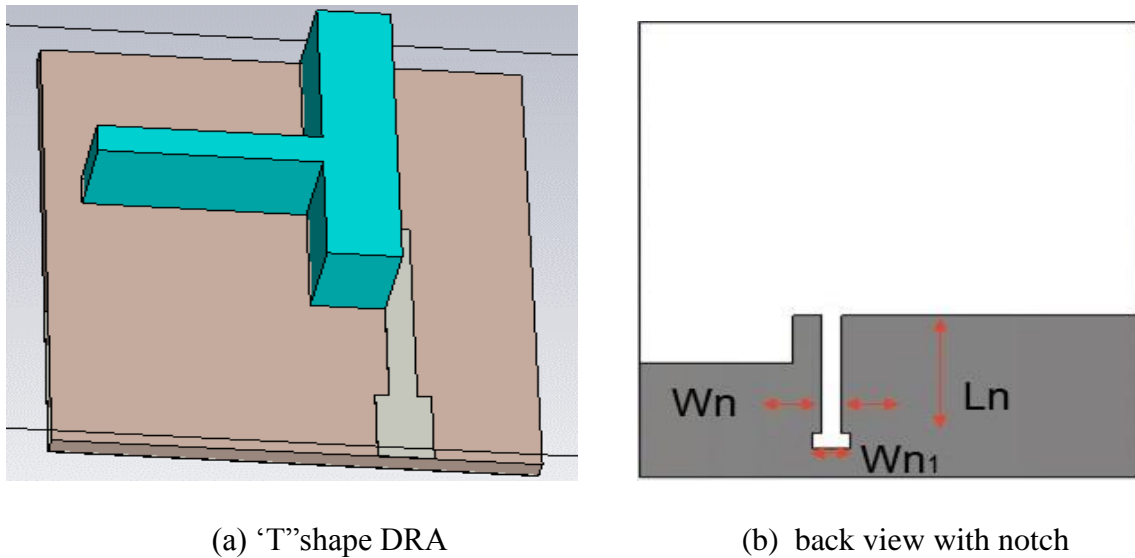 Wn
Ln
Wn₁
(a) ‘T”shape DRA
(b) back view with notch